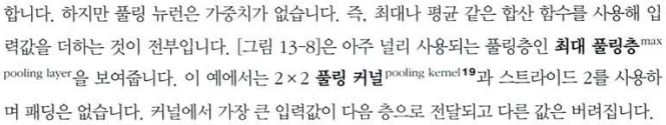 합니다. 하지만 풀링 뉴런은 가중치가 없습니다. 즉, 최대나 평균 같은 합산 함수를 사용해 입
력값을 더하는 것이 전부입니다. [그림 13-8]은 아주 널리 사용되는 풀링층인 최대 풀링층max
pooling layer을 보여줍니다. 이 예에서는 2×2 풀링 커널pooling kernel19과 스트라이드 2를 사용하
며 패딩은 없습니다. 커널에서 가장 큰 입력값이 다음 층으로 전달되고 다른 값은 버려집니다.